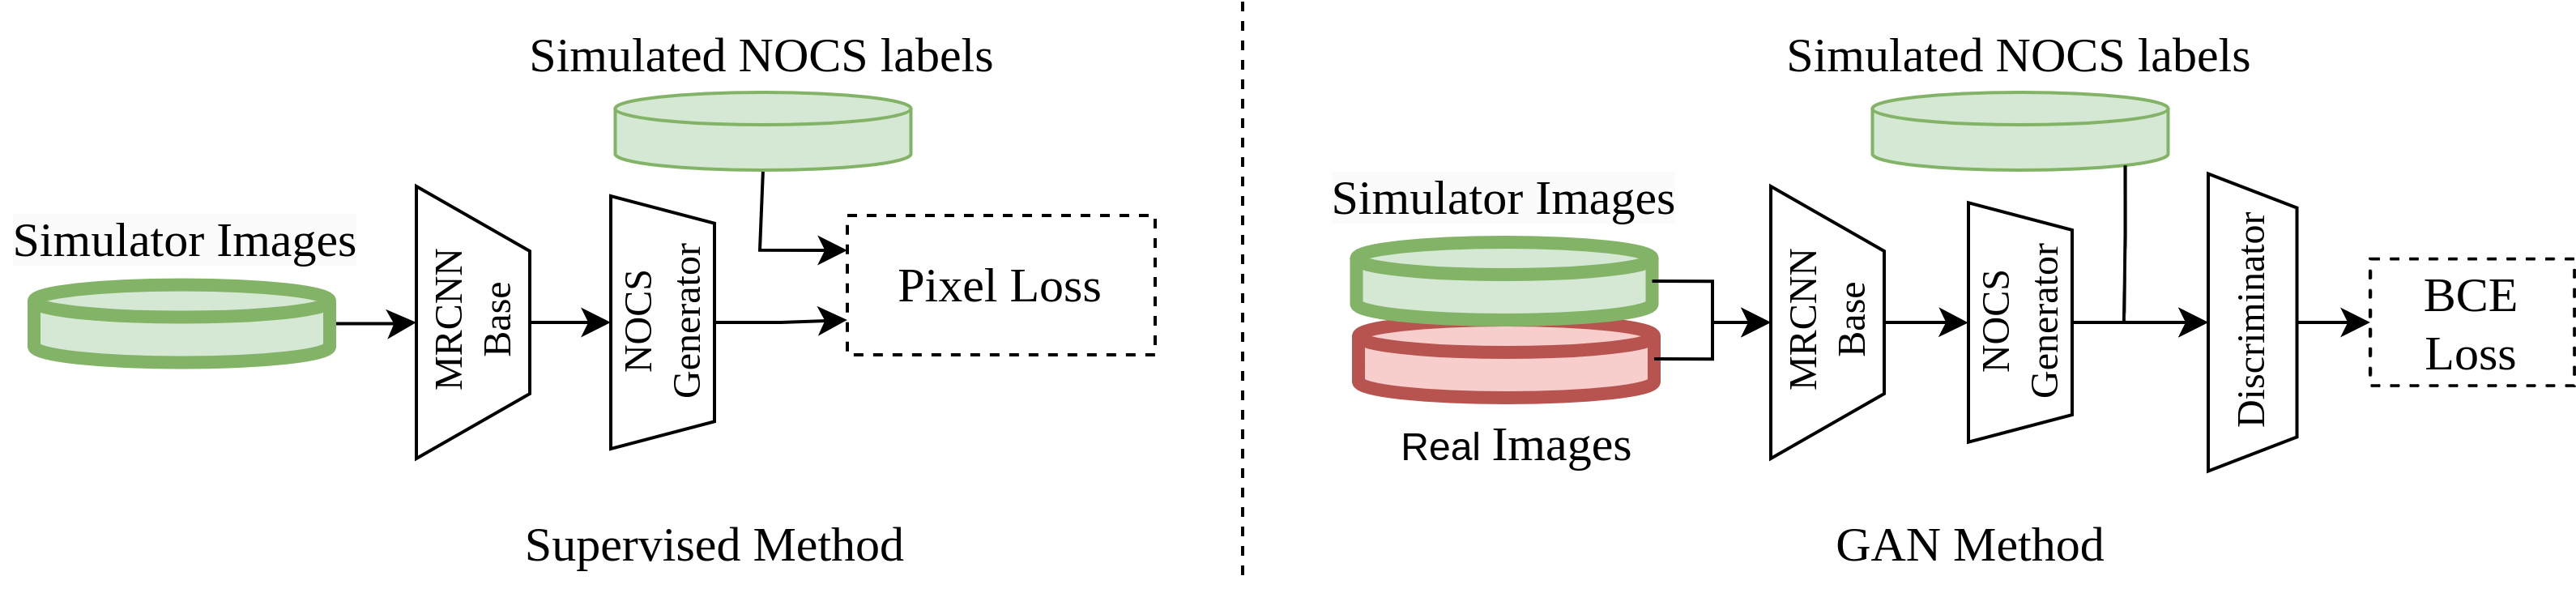 Simulated NOCS labels
Simulator Images
MRCNN
Base
NOCS
Generator
Pixel Loss
Supervised Method
Simulated NOCS labels
Simulator Images
Real Images
MRCNN
Base
NOCS
Generator
Discriminator
BCE
Loss
GAN Method